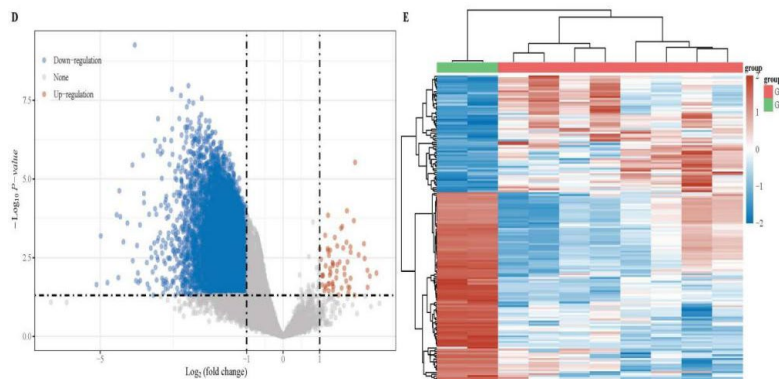 D
Down-regulation
None
Up-regulation
7.5
5.0
2.5
0.0
-Log10 P-value
-5
-1
0
1
Log2 (fold change)
E
group
2
1
0
-1
-2
group
G
G